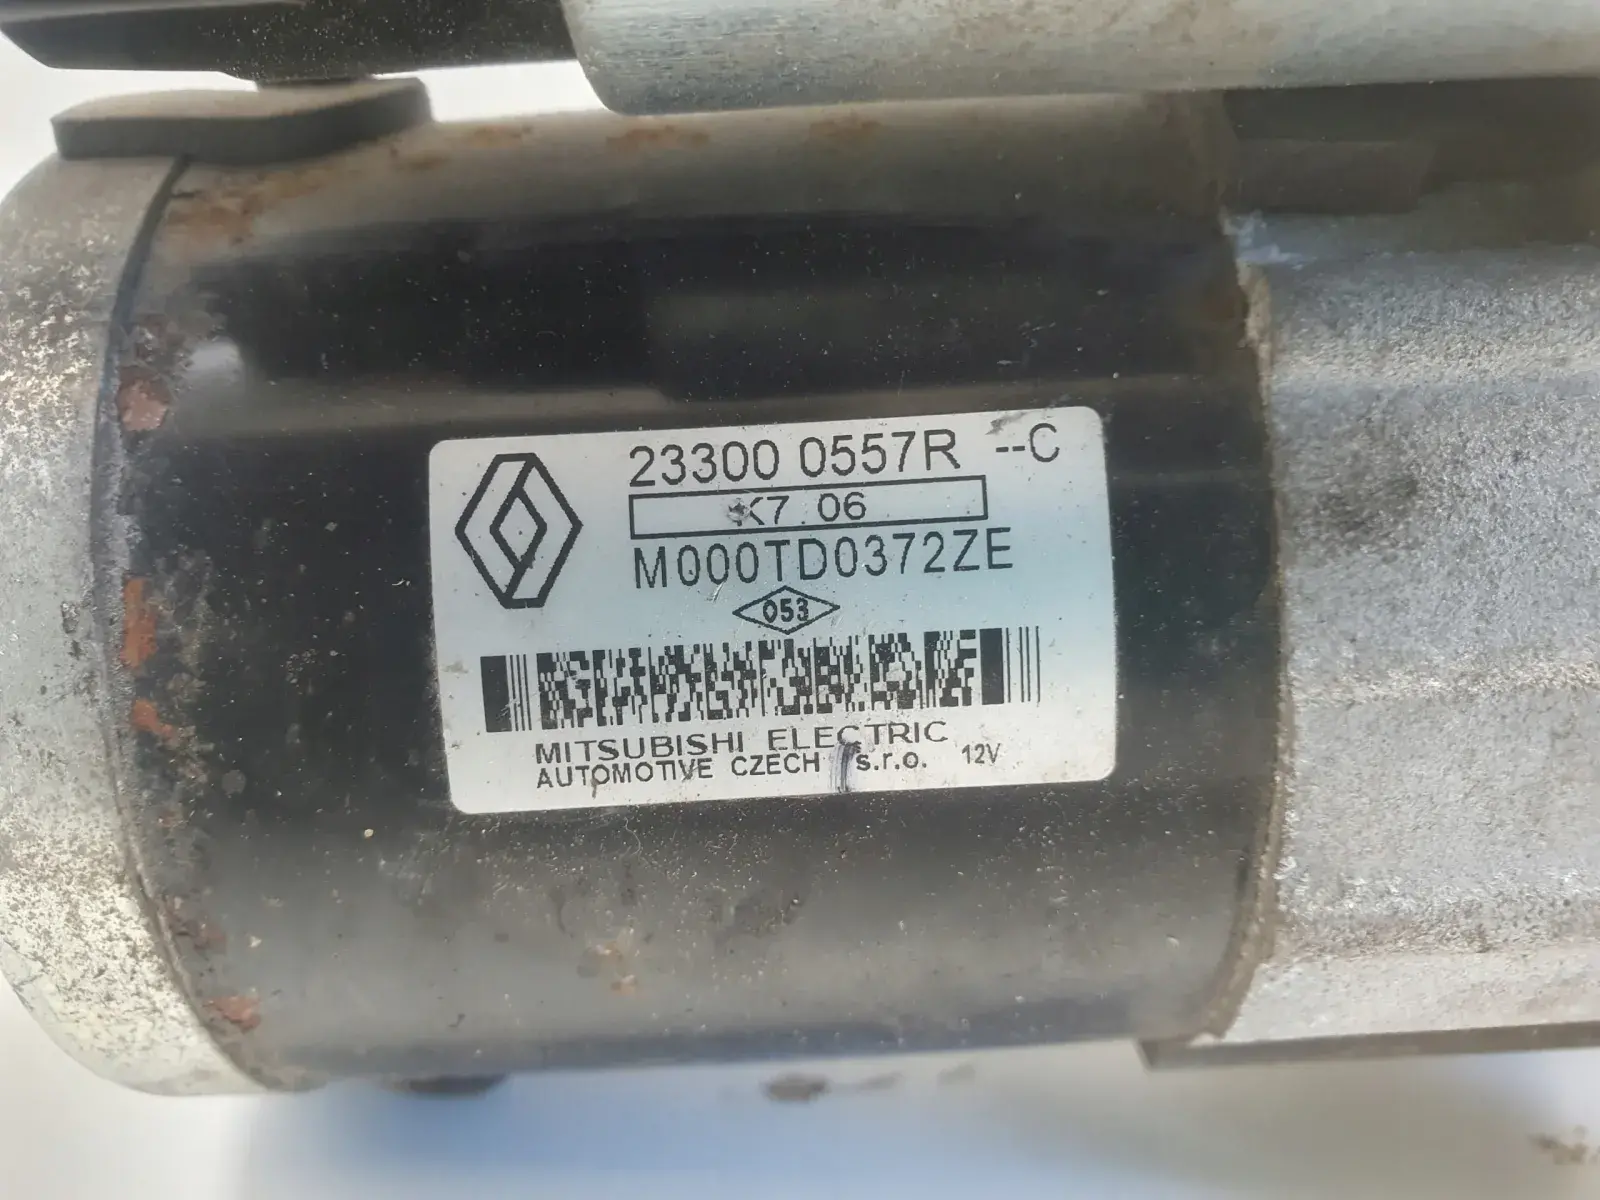 23300 0557R --C
K7.06
M000TD0372ZE
053
MITSUBISHI ELECTRIC
AUTOMOTIVE CZECH s.r.o. 12V